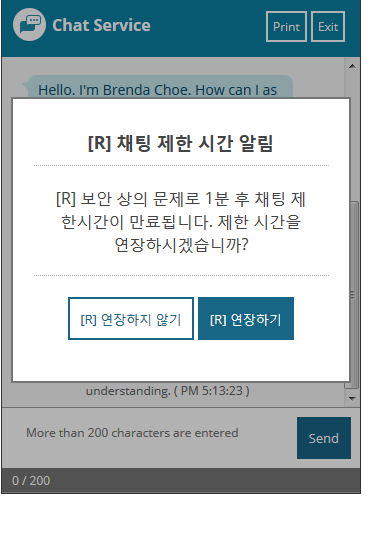 Chat Service
Print
Exit
Hello. I'm Brenda Choe. How can I as
[R] 채팅 제한 시간 알림
[R] 보안 상의 문제로 1분 후 채팅 제
한시간이 만료됩니다. 제한 시간을
연장하시겠습니까?
[R] 연장하지 않기
[R] 연장하기
understanding. ( PM 5:13:23 )
More than 200 characters are entered
Send
0 / 200